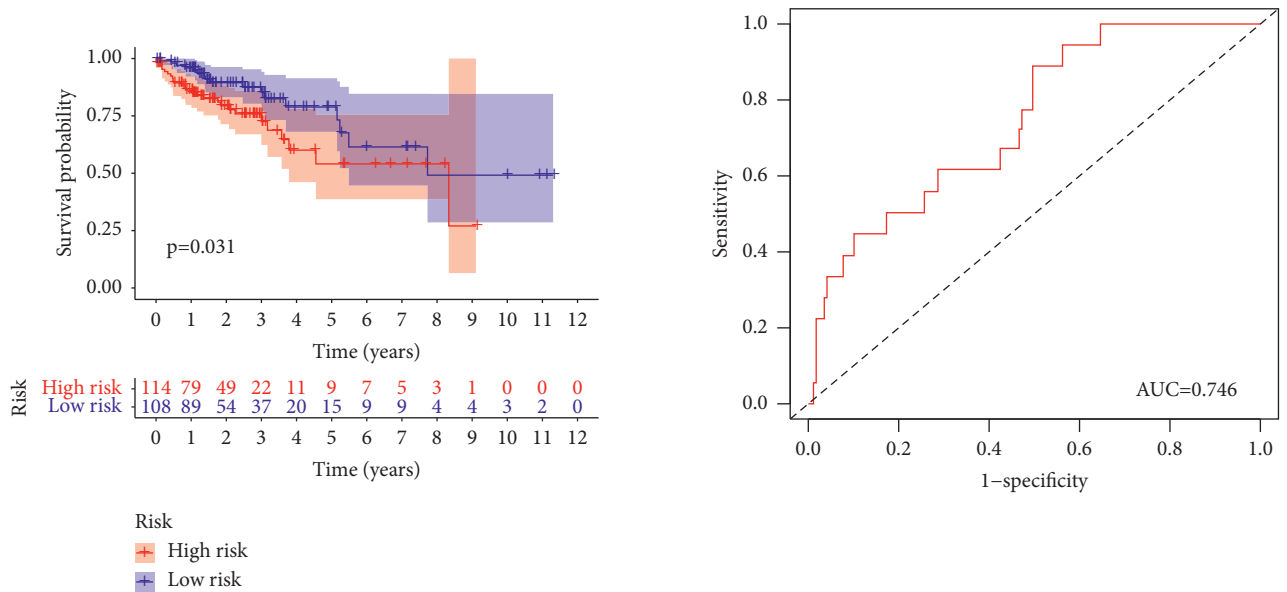 1.00
0.75
0.50
0.25
0.00
Survival probability
p=0.031
0 1 2 3 4 5 6 7 8 9 10 11 12
Time (years)
Risk
High risk 114 79 49 22 11 9 7 5 3 1 0 0 0
Low risk 108 89 54 37 20 15 9 9 4 4 3 2 0
0 1 2 3 4 5 6 7 8 9 10 11 12
Time (years)
Risk
High risk
Low risk
1.0
0.8
0.6
0.4
0.2
0.0
Sensitivity
AUC=0.746
0.0 0.2 0.4 0.6 0.8 1.0
1−specificity